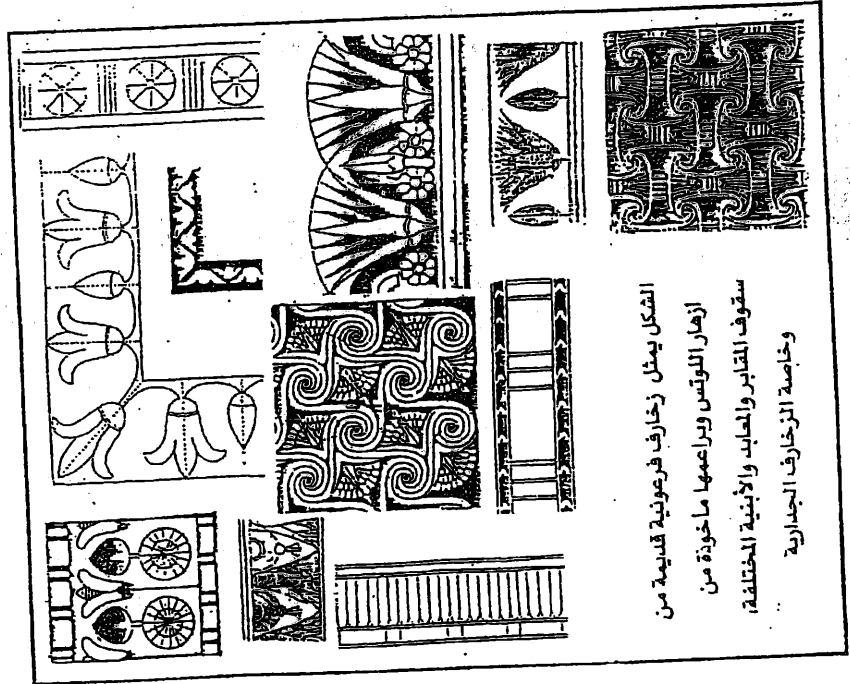 الشكل يمثل زخارف فرعونية قديمة من
ازهار اللوتس وبراعمها مأخوذة من
سقوف المقابر والمعابد والأبنية المختلفة،
وخاصة الزخارف الجدارية